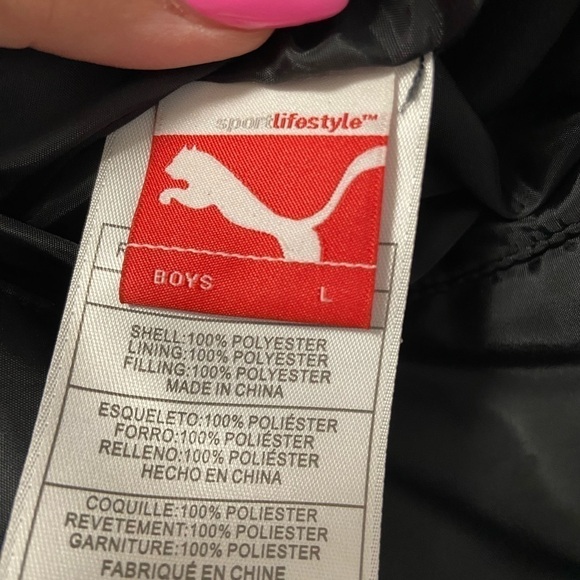 sportlifestyle™
BOYS L
SHELL:100% POLYESTER
LINING:100% POLYESTER
FILLING:100% POLYESTER
MADE IN CHINA
ESQUELETO:100% POLIÉSTER
FORRO:100% POLIÉSTER
RELLENO:100% POLIÉSTER
HECHO EN CHINA
COQUILLE:100% POLIESTER
REVETEMENT:100% POLIESTER
GARNITURE:100% POLIESTER
FABRIQUÉ EN CHINE